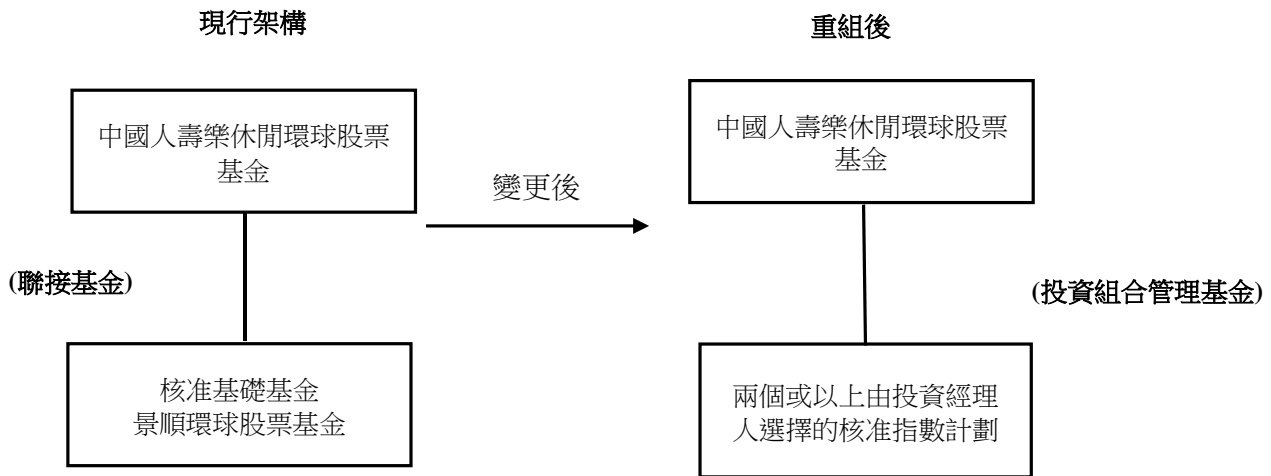 現行架構
重組後
中國人壽樂休閒環球股票
基金
中國人壽樂休閒環球股票
基金
變更後
(聯接基金)
(投資組合管理基金)
核准基礎基金
景順環球股票基金
兩個或以上由投資經理
人選擇的核准指數計劃